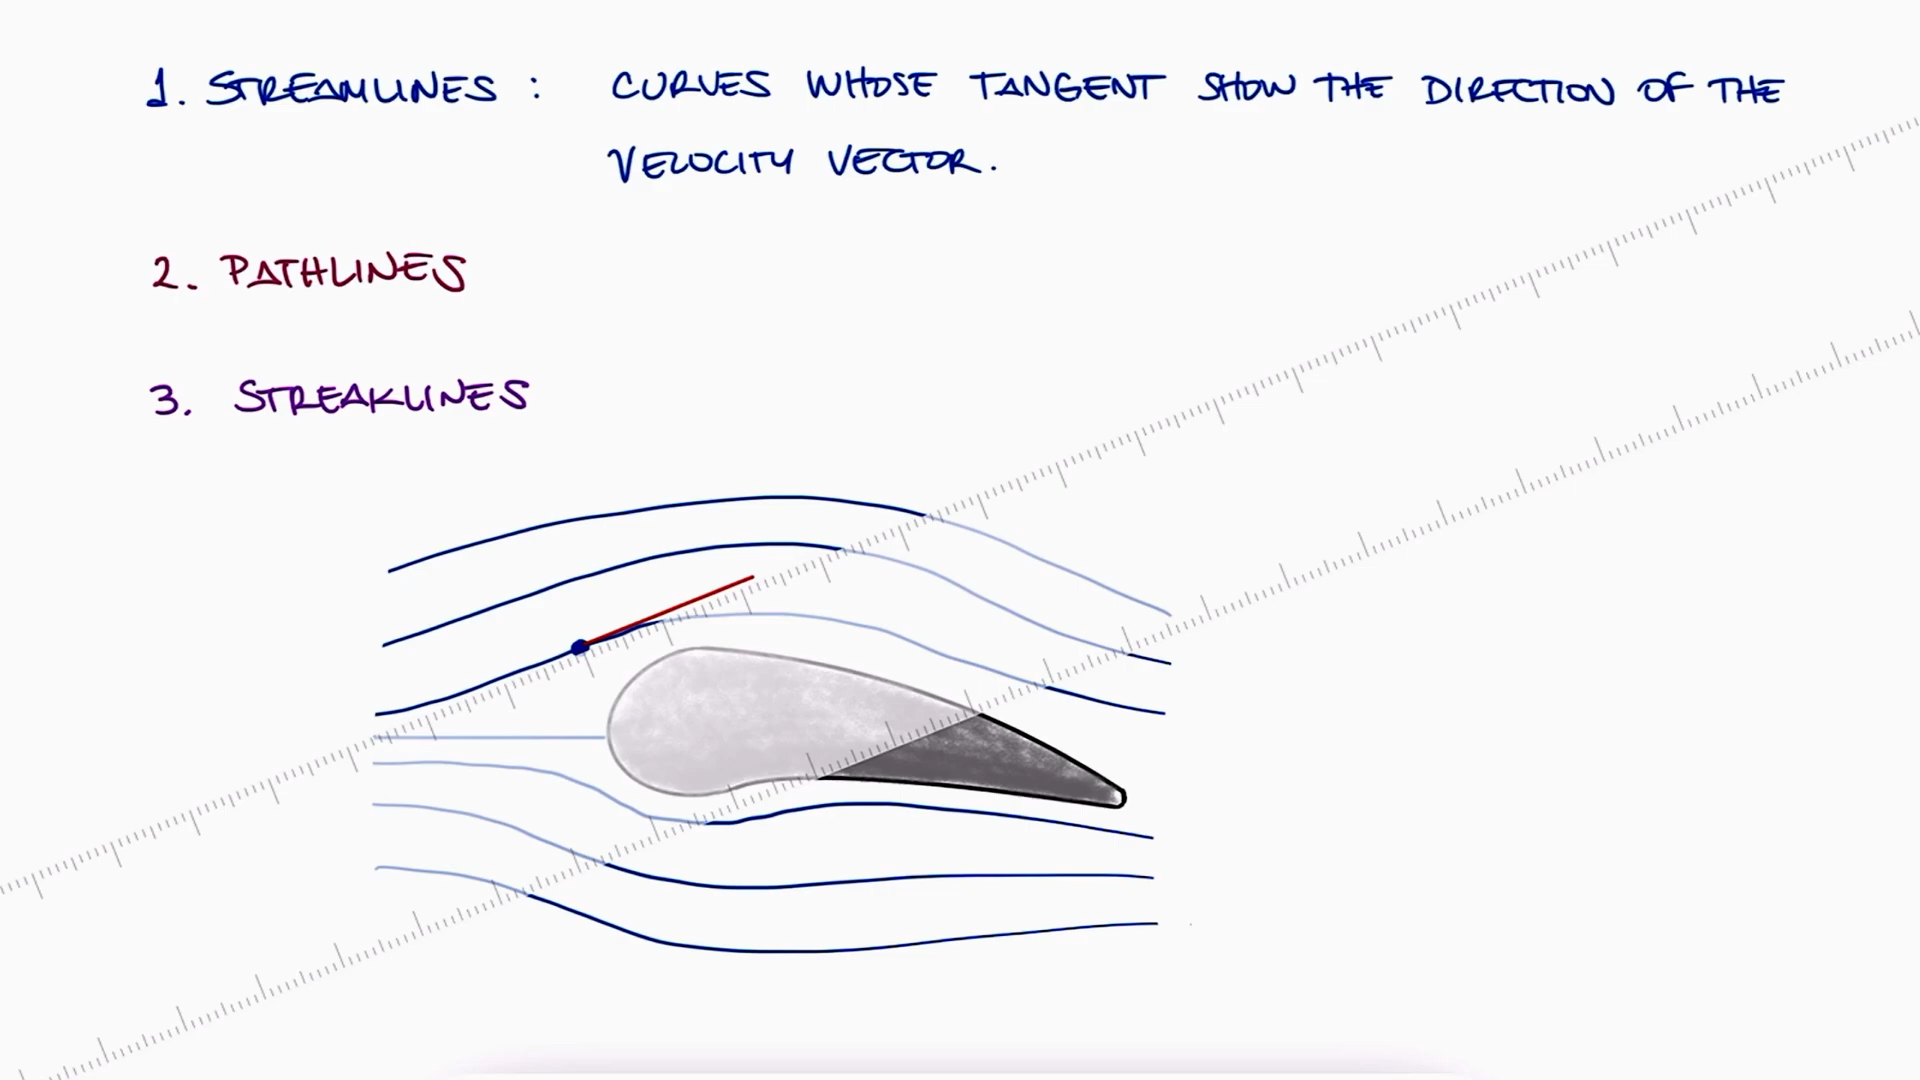 1. STREAMLINES : CURVES WHOSE TANGENT SHOW THE DIRECTION OF THE
VELOCITY VECTOR.
2. PATHLINES
3. STREAKLINES